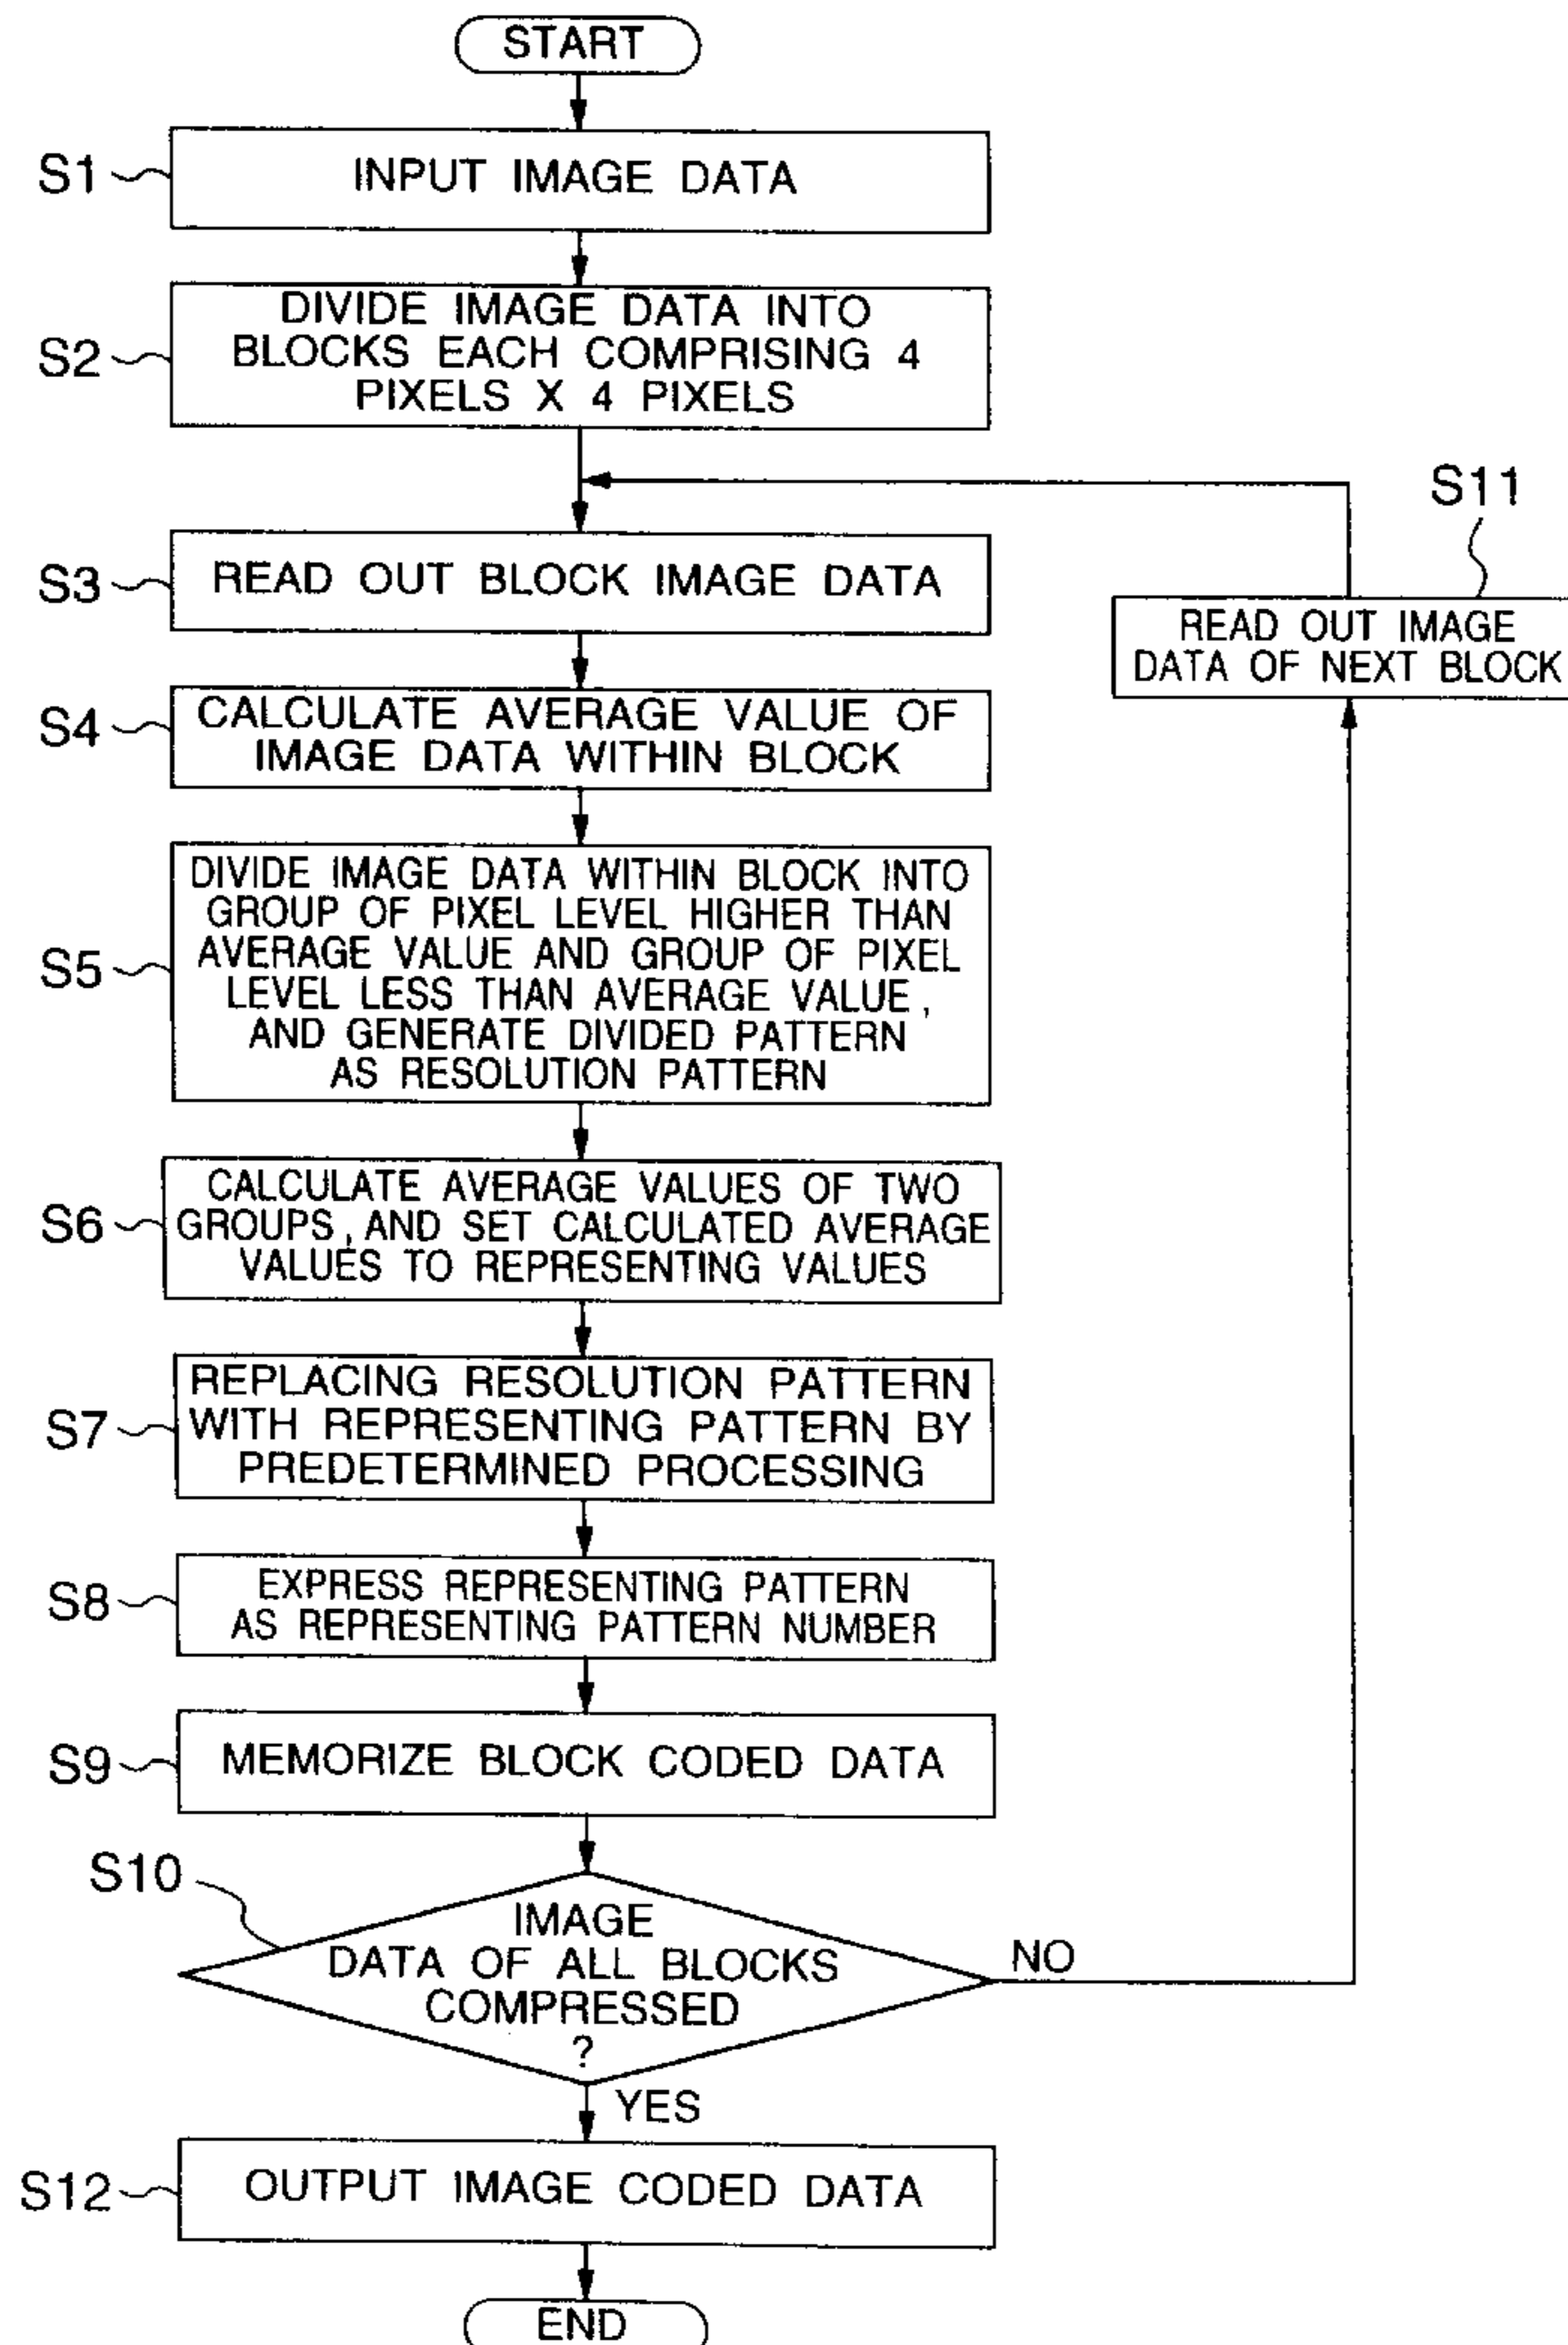 START
S1
INPUT IMAGE DATA
S2
DIVIDE IMAGE DATA INTO
BLOCKS EACH COMPRISING 4
PIXELS X 4 PIXELS
S11
S3
READ OUT BLOCK IMAGE DATA
READ OUT IMAGE
DATA OF NEXT BLOCK
S4
CALCULATE AVERAGE VALUE OF
IMAGE DATA WITHIN BLOCK
S5
DIVIDE IMAGE DATA WITHIN BLOCK INTO
GROUP OF PIXEL LEVEL HIGHER THAN
AVERAGE VALUE AND GROUP OF PIXEL
LEVEL LESS THAN AVERAGE VALUE,
AND GENERATE DIVIDED PATTERN
AS RESOLUTION PATTERN
S6
CALCULATE AVERAGE VALUES OF TWO
GROUPS, AND SET CALCULATED AVERAGE
VALUES TO REPRESENTING VALUES
S7
REPLACING RESOLUTION PATTERN
WITH REPRESENTING PATTERN BY
PREDETERMINED PROCESSING
S8
EXPRESS REPRESENTING PATTERN
AS REPRESENTING PATTERN NUMBER
S9
MEMORIZE BLOCK CODED DATA
S10
IMAGE
DATA OF ALL BLOCKS
COMPRESSED
?
NO
YES
S12
OUTPUT IMAGE CODED DATA
END